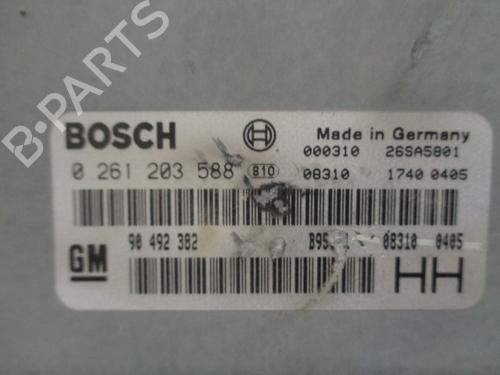 B-PARTS
BOSCH
Made in Germany
0 261 203 588 810
000310 26SA5801
08310 1740 0405
GM
90 492 382
08310 0405
HH